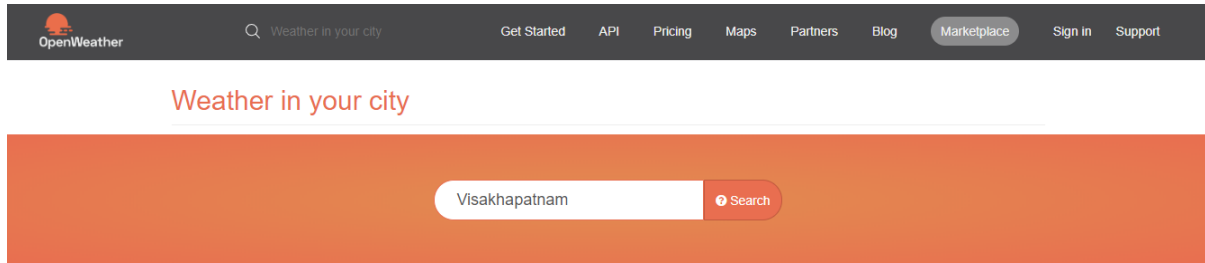 OpenWeather
Weather in your city
Get Started
API
Pricing
Maps
Partners
Blog
Marketplace
Sign in
Support
Weather in your city
Visakhapatnam
Search